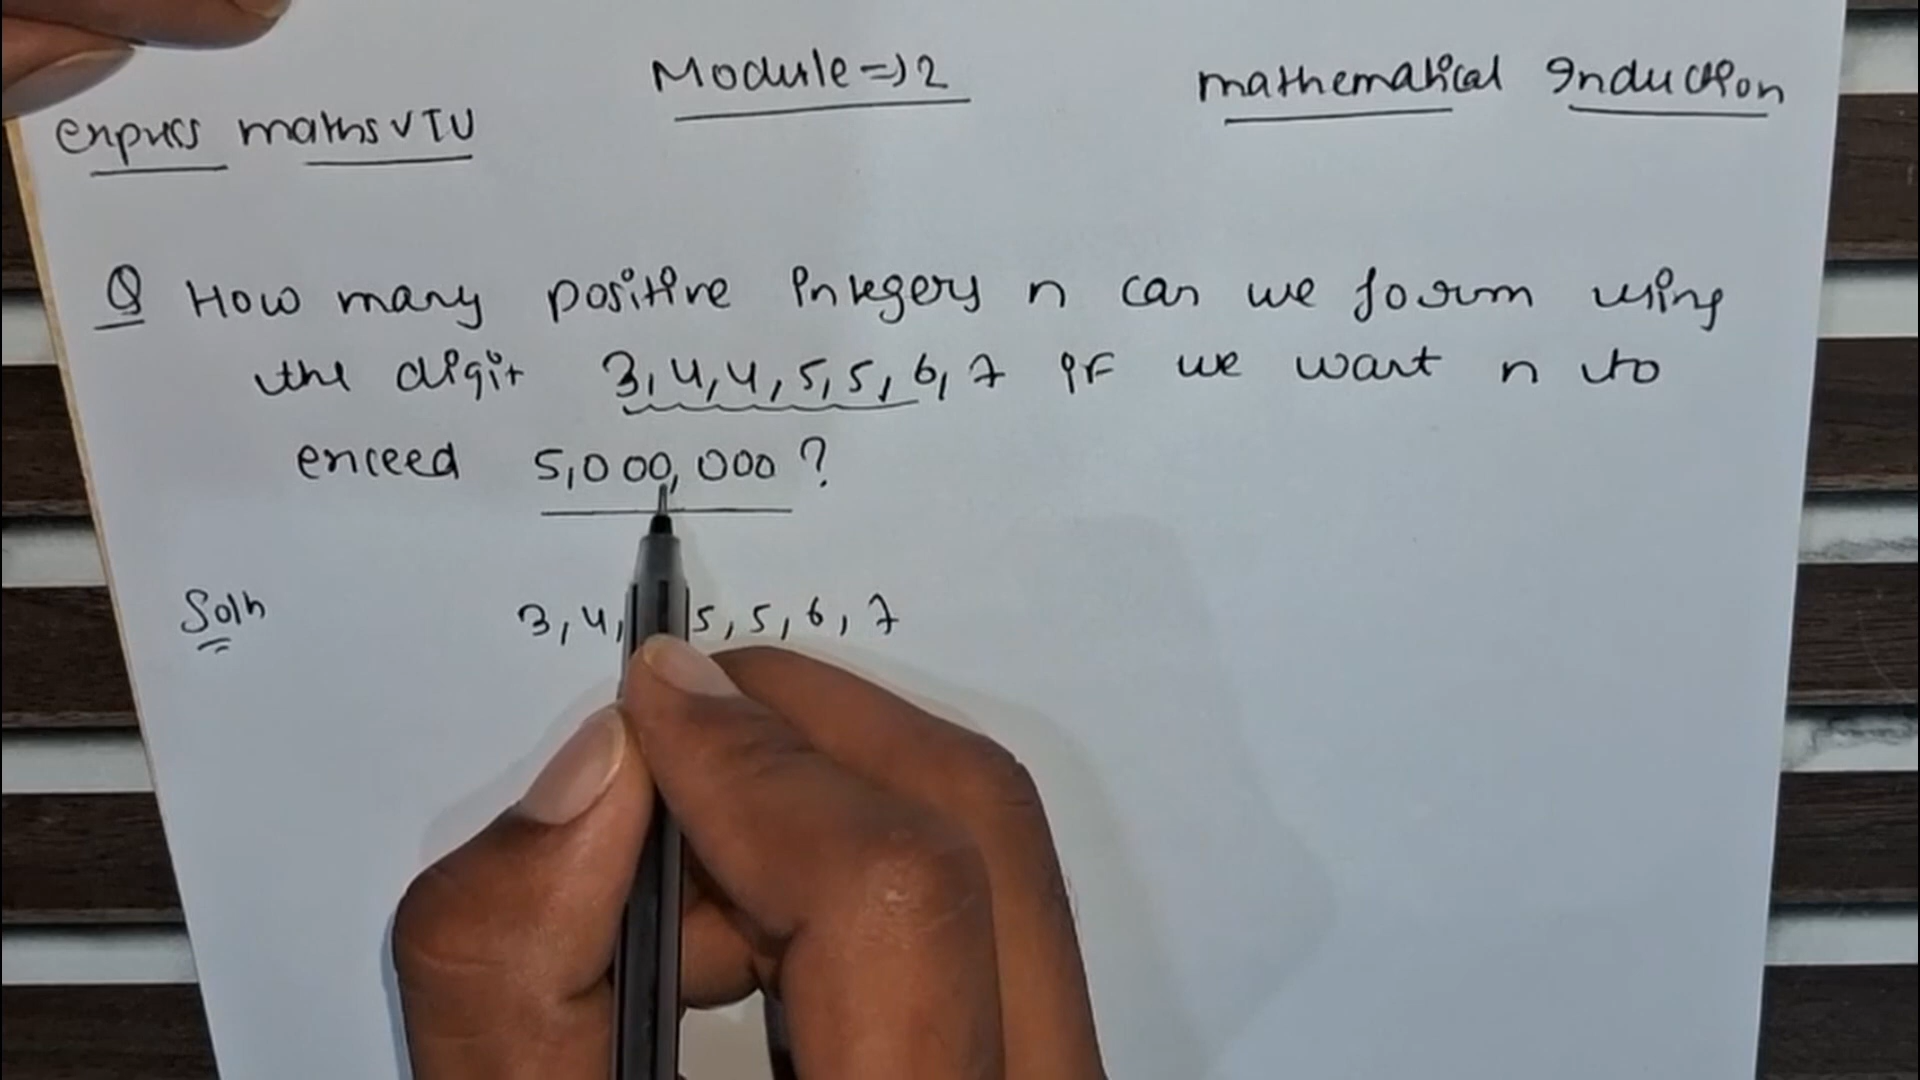 Module => 2
mathematical Induction
express maths VTU
Q How many positive integers n can we form using
the digit 3, 4, 4, 5, 5, 6, 7 if we want n to
exceed 5,000,000 ?
Soln
3, 4, 5, 5, 6, 7